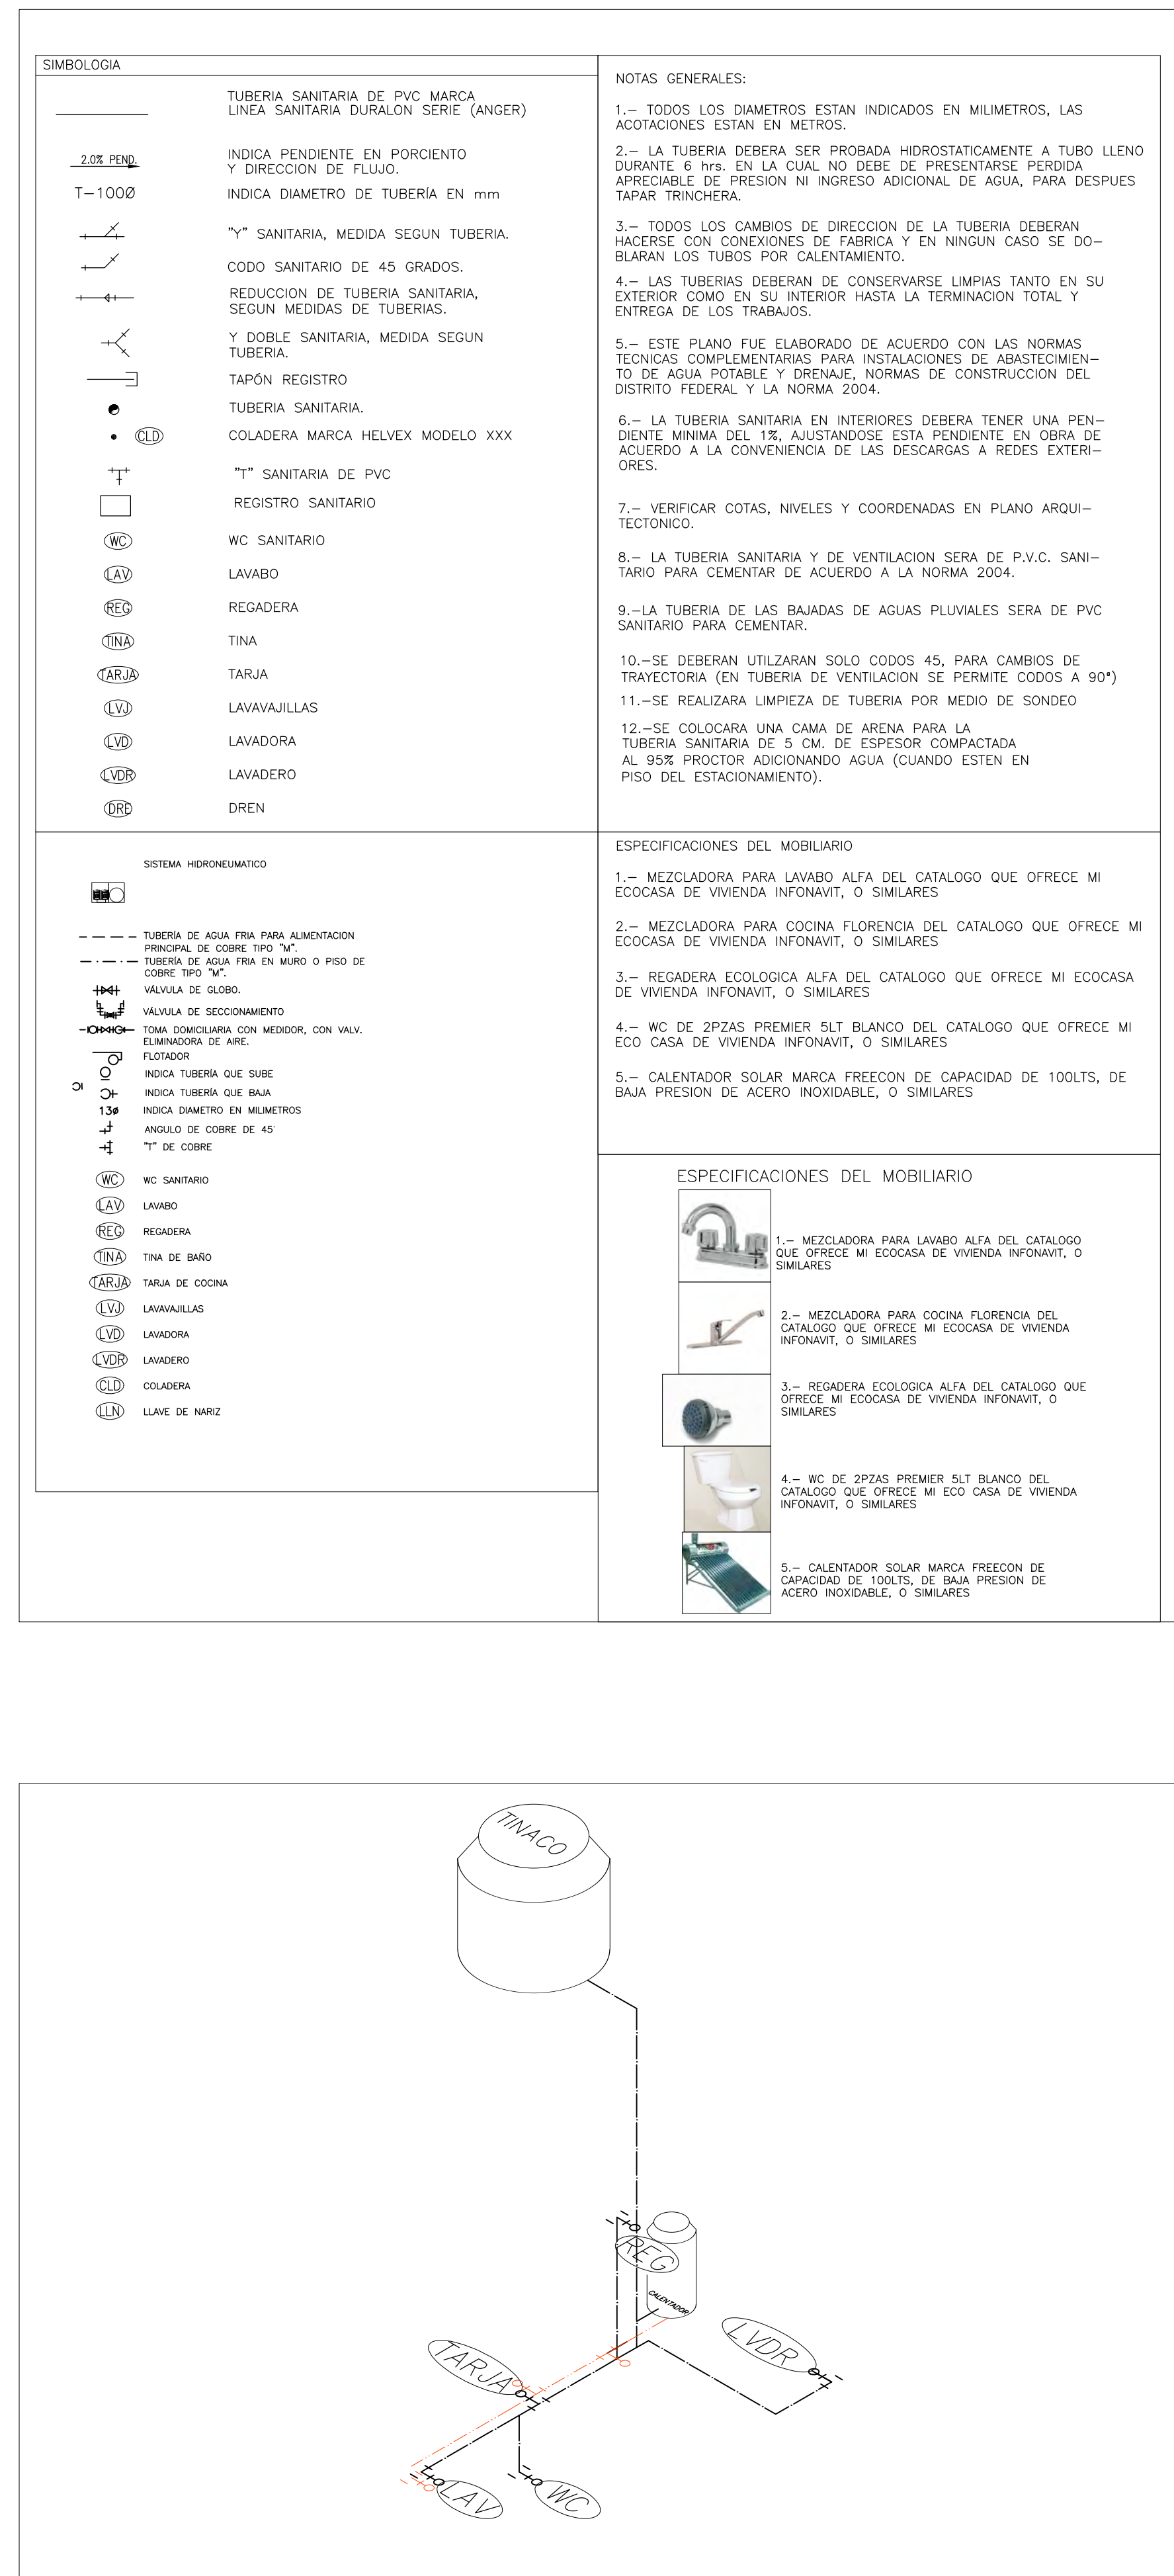 SIMBOLOGIA
TUBERIA SANITARIA DE PVC MARCA
LINEA SANITARIA DURALON SERIE (ANGER)
2.0% PEND.
INDICA PENDIENTE EN PORCIENTO
Y DIRECCION DE FLUJO.
T-100Ø
INDICA DIAMETRO DE TUBERÍA EN mm
"Y" SANITARIA, MEDIDA SEGUN TUBERIA.
CODO SANITARIO DE 45 GRADOS.
REDUCCION DE TUBERIA SANITARIA,
SEGUN MEDIDAS DE TUBERIAS.
Y DOBLE SANITARIA, MEDIDA SEGUN
TUBERIA.
TAPÓN REGISTRO
TUBERIA SANITARIA.
CLD COLADERA MARCA HELVEX MODELO XXX
"T" SANITARIA DE PVC
REGISTRO SANITARIO
WC WC SANITARIO
LAV LAVABO
REG REGADERA
TINA TINA
TARJA TARJA
LVJ LAVAVAJILLAS
LVD LAVADORA
LVDR LAVADERO
DRE DREN
NOTAS GENERALES:
1.- TODOS LOS DIAMETROS ESTAN INDICADOS EN MILIMETROS, LAS
ACOTACIONES ESTAN EN METROS.
2.- LA TUBERIA DEBERA SER PROBADA HIDROSTATICAMENTE A TUBO LLENO
DURANTE 6 hrs. EN LA CUAL NO DEBE DE PRESENTARSE PERDIDA
APRECIABLE DE PRESION NI INGRESO ADICIONAL DE AGUA, PARA DESPUES
TAPAR TRINCHERA.
3.- TODOS LOS CAMBIOS DE DIRECCION DE LA TUBERIA DEBERAN
HACERSE CON CONEXIONES DE FABRICA Y EN NINGUN CASO SE DO-
BLARAN LOS TUBOS POR CALENTAMIENTO.
4.- LAS TUBERIAS DEBERAN DE CONSERVARSE LIMPIAS TANTO EN SU
EXTERIOR COMO EN SU INTERIOR HASTA LA TERMINACION TOTAL Y
ENTREGA DE LOS TRABAJOS.
5.- ESTE PLANO FUE ELABORADO DE ACUERDO CON LAS NORMAS
TECNICAS COMPLEMENTARIAS PARA INSTALACIONES DE ABASTECIMIEN-
TO DE AGUA POTABLE Y DRENAJE, NORMAS DE CONSTRUCCION DEL
DISTRITO FEDERAL Y LA NORMA 2004.
6.- LA TUBERIA SANITARIA EN INTERIORES DEBERA TENER UNA PEN-
DIENTE MINIMA DEL 1%, AJUSTANDOSE ESTA PENDIENTE EN OBRA DE
ACUERDO A LA CONVENIENCIA DE LAS DESCARGAS A REDES EXTERI-
ORES.
7.- VERIFICAR COTAS, NIVELES Y COORDENADAS EN PLANO ARQUI-
TECTONICO.
8.- LA TUBERIA SANITARIA Y DE VENTILACION SERA DE P.V.C. SANI-
TARIO PARA CEMENTAR DE ACUERDO A LA NORMA 2004.
9.-LA TUBERIA DE LAS BAJADAS DE AGUAS PLUVIALES SERA DE PVC
SANITARIO PARA CEMENTAR.
10.-SE DEBERAN UTILZARAN SOLO CODOS 45, PARA CAMBIOS DE
TRAYECTORIA (EN TUBERIA DE VENTILACION SE PERMITE CODOS A 90°)
11.-SE REALIZARA LIMPIEZA DE TUBERIA POR MEDIO DE SONDEO
12.-SE COLOCARA UNA CAMA DE ARENA PARA LA
TUBERIA SANITARIA DE 5 CM. DE ESPESOR COMPACTADA
AL 95% PROCTOR ADICIONANDO AGUA (CUANDO ESTEN EN
PISO DEL ESTACIONAMIENTO).
SISTEMA HIDRONEUMATICO
TUBERÍA DE AGUA FRIA PARA ALIMENTACION
PRINCIPAL DE COBRE TIPO "M".
TUBERÍA DE AGUA FRIA EN MURO O PISO DE
COBRE TIPO "M".
VÁLVULA DE GLOBO.
VÁLVULA DE SECCIONAMIENTO
TOMA DOMICILIARIA CON MEDIDOR, CON VALV.
ELIMINADORA DE AIRE.
FLOTADOR
INDICA TUBERÍA QUE SUBE
INDICA TUBERÍA QUE BAJA
13ø INDICA DIAMETRO EN MILIMETROS
ANGULO DE COBRE DE 45'
"T" DE COBRE
WC WC SANITARIO
LAV LAVABO
REG REGADERA
TINA TINA DE BAÑO
TARJA TARJA DE COCINA
LVJ LAVAVAJILLAS
LVD LAVADORA
LVDR LAVADERO
CLD COLADERA
LLN LLAVE DE NARIZ
ESPECIFICACIONES DEL MOBILIARIO
1.- MEZCLADORA PARA LAVABO ALFA DEL CATALOGO QUE OFRECE MI
ECOCASA DE VIVIENDA INFONAVIT, O SIMILARES
2.- MEZCLADORA PARA COCINA FLORENCIA DEL CATALOGO QUE OFRECE MI
ECOCASA DE VIVIENDA INFONAVIT, O SIMILARES
3.- REGADERA ECOLOGICA ALFA DEL CATALOGO QUE OFRECE MI ECOCASA
DE VIVIENDA INFONAVIT, O SIMILARES
4.- WC DE 2PZAS PREMIER 5LT BLANCO DEL CATALOGO QUE OFRECE MI
ECO CASA DE VIVIENDA INFONAVIT, O SIMILARES
5.- CALENTADOR SOLAR MARCA FREECON DE CAPACIDAD DE 100LTS, DE
BAJA PRESION DE ACERO INOXIDABLE, O SIMILARES
ESPECIFICACIONES DEL MOBILIARIO
1.- MEZCLADORA PARA LAVABO ALFA DEL CATALOGO
QUE OFRECE MI ECOCASA DE VIVIENDA INFONAVIT, O
SIMILARES
2.- MEZCLADORA PARA COCINA FLORENCIA DEL
CATALOGO QUE OFRECE MI ECOCASA DE VIVIENDA
INFONAVIT, O SIMILARES
3.- REGADERA ECOLOGICA ALFA DEL CATALOGO QUE
OFRECE MI ECOCASA DE VIVIENDA INFONAVIT, O
SIMILARES
4.- WC DE 2PZAS PREMIER 5LT BLANCO DEL
CATALOGO QUE OFRECE MI ECO CASA DE VIVIENDA
INFONAVIT, O SIMILARES
5.- CALENTADOR SOLAR MARCA FREECON DE
CAPACIDAD DE 100LTS, DE BAJA PRESION DE
ACERO INOXIDABLE, O SIMILARES
TINACO
REG
CALENTADOR
LVDR
TARJA
LAV
WC